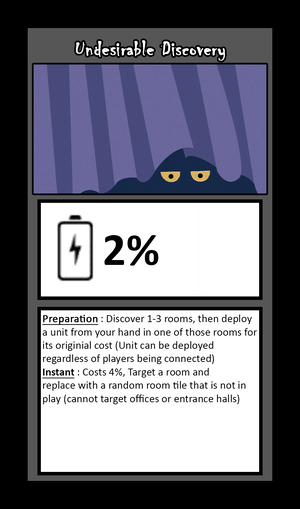 Undesirable Discovery
2%
Preparation : Discover 1-3 rooms, then deploy
a unit from your hand in one of those rooms for
its originial cost (Unit can be deployed
regardless of players being connected)
Instant : Costs 4%, Target a room and
replace with a random room tile that is not in
play (cannot target offices or entrance halls)